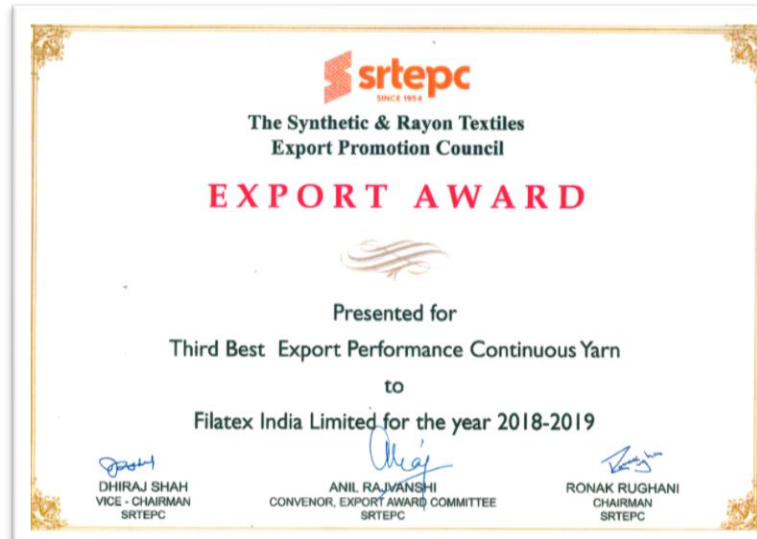 srtepc
SINCE 1954
The Synthetic & Rayon Textiles
Export Promotion Council
EXPORT AWARD
Presented for
Third Best Export Performance Continuous Yarn
to
Filatex India Limited for the year 2018-2019
DHIRAJ SHAH
VICE - CHAIRMAN
SRTEPC
ANIL RAJVANSHI
CONVENOR, EXPORT AWARD COMMITTEE
SRTEPC
RONAK RUGHANI
CHAIRMAN
SRTEPC